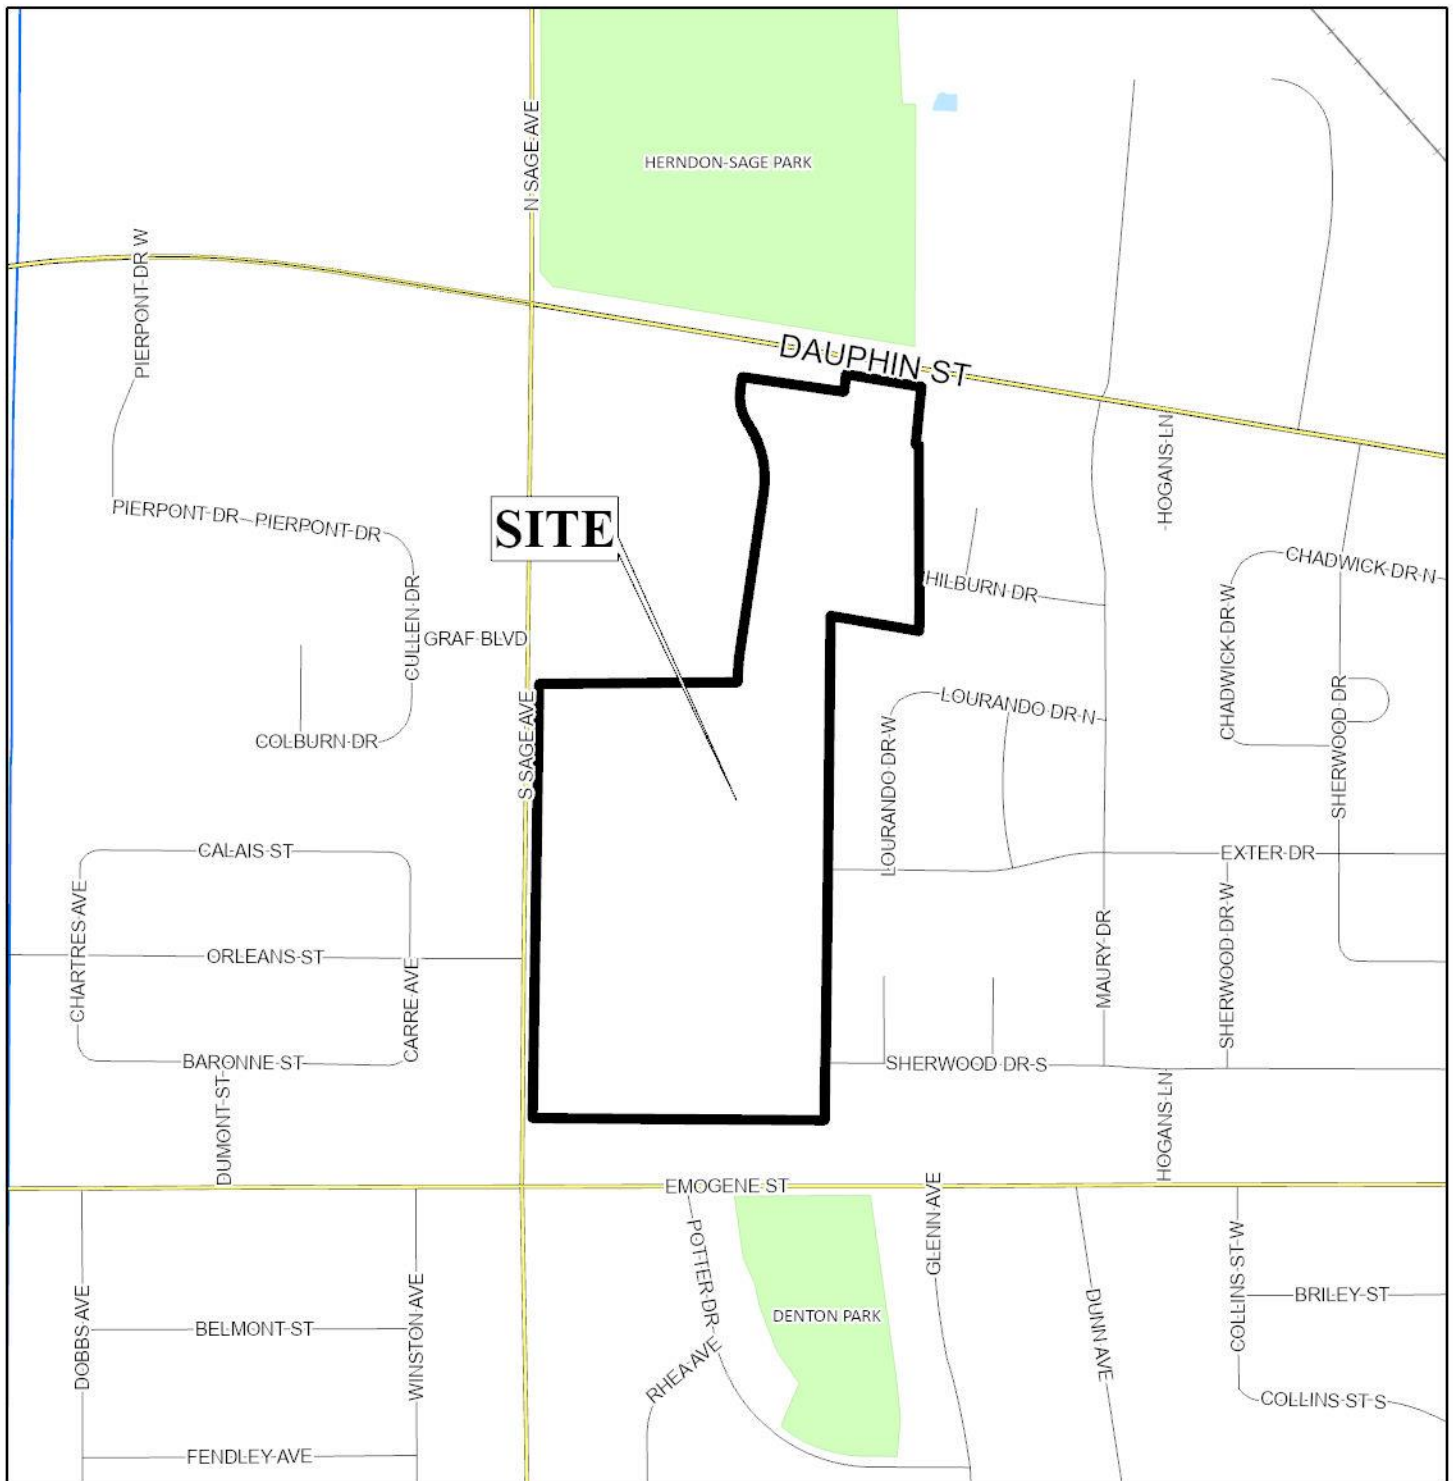 N SAGE AVE
HERNDON-SAGE PARK
PIERPONT DR W
DAUPHIN ST
HOGANS LN
PIERPONT DR
PIERPONT DR
SITE
CHADWICK DR N
HILBURN DR
CULLEN DR
GRAF BLVD
CHADWICK DR W
LOURANDO DR N
SHERWOOD DR
COLBURN DR
S SAGE AVE
LOURANDO DR W
CALAIS ST
EXTER DR
CHARTRES AVE
ORLEANS ST
CARRE AVE
MAURY DR
SHERWOOD DR W
BARONNE ST
SHERWOOD DR S
DUMONT ST
HOGANS LN
EMOGENE ST
GLENN AVE
POTTER DR
DOBBS AVE
BELMONT ST
WINSTON AVE
DENTON PARK
DUNN AVE
COLLINS ST W
BRILEY ST
RHEA AVE
COLLINS ST S
FENDLEY AVE